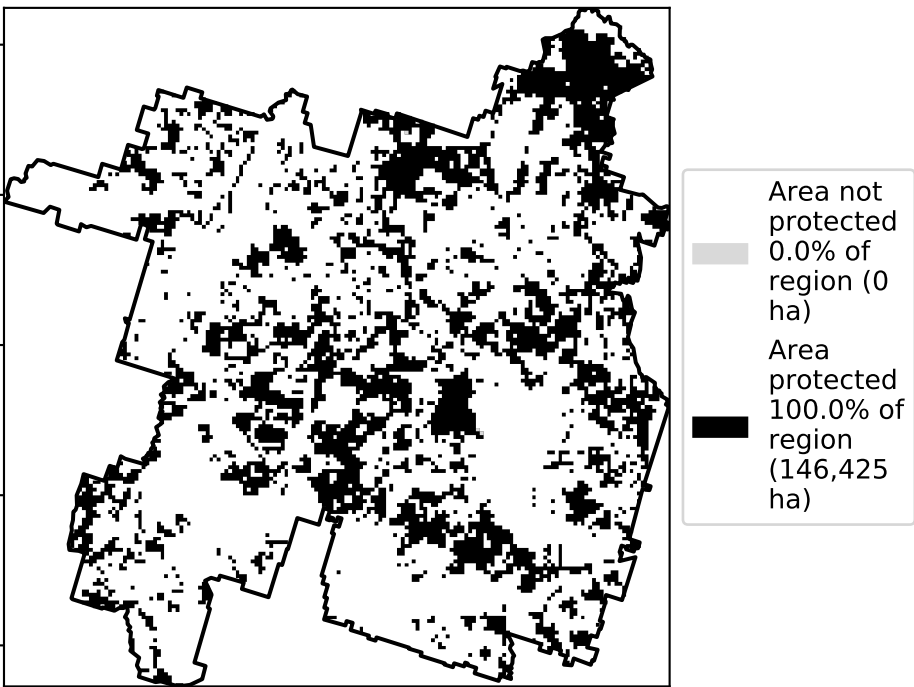 Area not
protected
0.0% of
region (0
ha)
Area
protected
100.0% of
region
(146,425
ha)